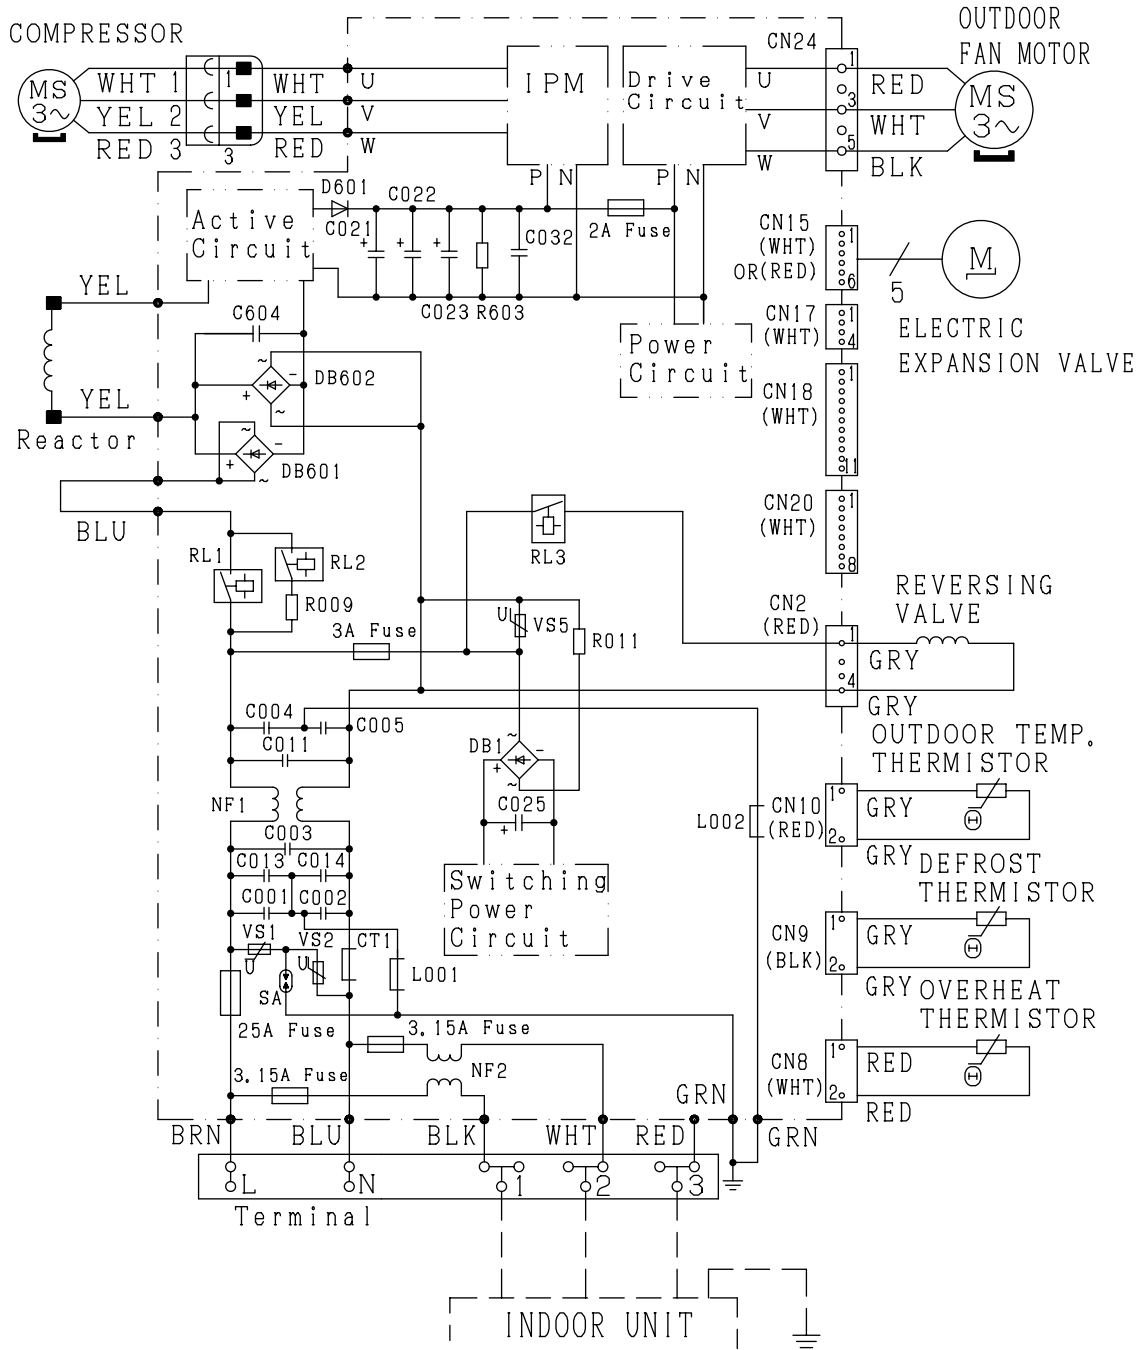 COMPRESSOR
OUTDOOR
FAN MOTOR
MS
3~
WHT 1
YEL 2
RED 3
1
3
WHT
YEL
RED
U
V
W
IPM
P N
Drive
Circuit
P N
U
V
W
CN24
1
3
5
RED
WHT
BLK
MS
3~
Active
Circuit
D601
C021
C022
C023
R603
C032
2A Fuse
+
+
+
Power
Circuit
CN15
(WHT)
OR(RED)
1
6
5
M
ELECTRIC
EXPANSION VALVE
CN17
(WHT)
1
4
CN18
(WHT)
1
11
CN20
(WHT)
1
8
YEL
YEL
Reactor
C604
~
-
+
~
DB602
~
-
+
~
DB601
BLU
RL1
RL2
R009
3A Fuse
RL3
U
VS5
R011
CN2
(RED)
1
4
GRY
GRY
REVERSING
VALVE
C004
C005
C011
NF1
DB1
~
-
+
~
C025
+
Switching
Power
Circuit
C003
C013
C014
C001
C002
VS1
U
VS2
U
SA
CT1
L001
L002
25A Fuse
3.15A Fuse
3.15A Fuse
NF2
OUTDOOR TEMP.
THERMISTOR
CN10
(RED)
1
2
GRY
GRY
Θ
DEFROST
THERMISTOR
CN9
(BLK)
1
2
GRY
GRY
Θ
OVERHEAT
THERMISTOR
CN8
(WHT)
1
2
RED
RED
Θ
GRN
GRN
BRN
BLU
BLK
WHT
RED
L
N
1
2
3
Terminal
INDOOR UNIT